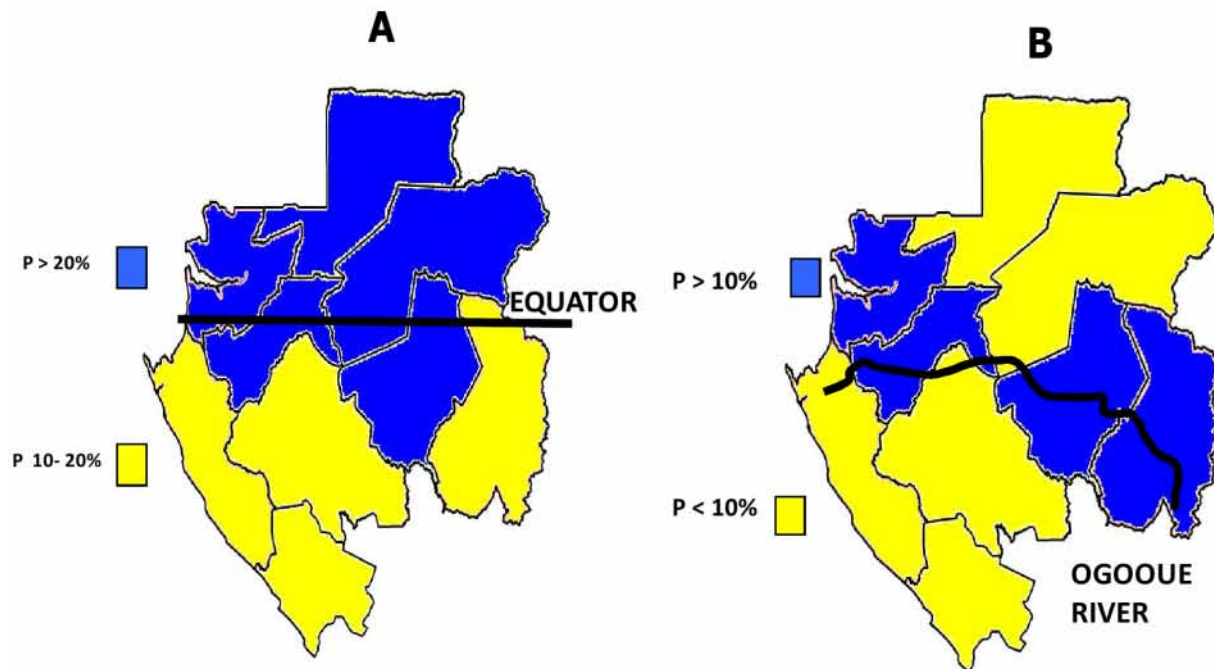 A
P > 20%
EQUATOR
P 10- 20%
B
P > 10%
P < 10%
OGOOUE
RIVER